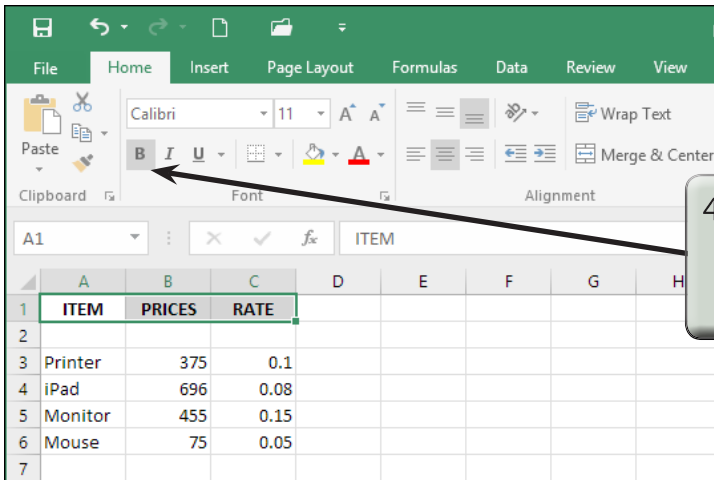 File Home Insert Page Layout Formulas Data Review View
Calibri 11 A A Wrap Text
Paste B I U A Merge & Center
Clipboard Font Alignment
A1 fx ITEM
A B C D E F G H
1 ITEM PRICES RATE
2
3 Printer 375 0.1
4 iPad 696 0.08
5 Monitor 455 0.15
6 Mouse 75 0.05
7
4